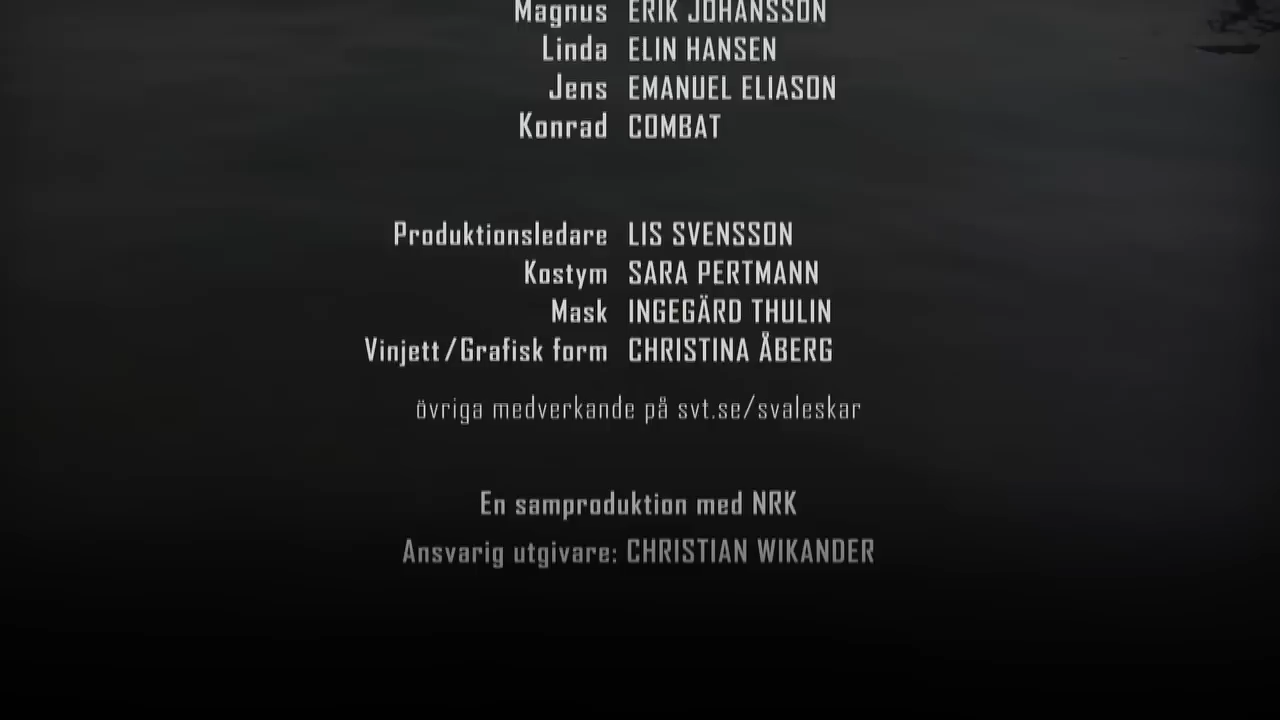 Magnus ERIK JOHANSSON
Linda ELIN HANSEN
Jens EMANUEL ELIASON
Konrad COMBAT
Produktionsledare LIS SVENSSON
Kostym SARA PERTMANN
Mask INGEGÄRD THULIN
Vinjett/Grafisk form CHRISTINA ÅBERG
övriga medverkande på svt.se/svaleskar
En samproduktion med NRK
Ansvarig utgivare: CHRISTIAN WIKANDER